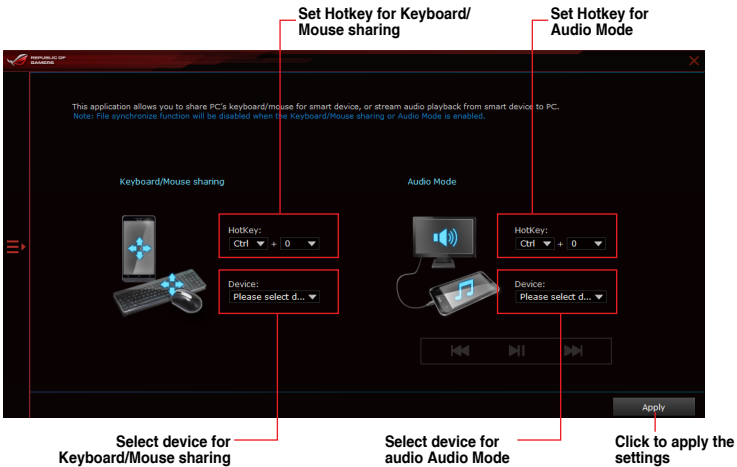 Set Hotkey for Keyboard/
Mouse sharing
Set Hotkey for
Audio Mode
REPUBLIC OF
GAMERS
This application allows you to share PC's keyboard/mouse for smart device, or stream audio playback from smart device to PC.
Note: File synchronize function will be disabled when the Keyboard/Mouse sharing or Audio Mode is enabled.
Keyboard/Mouse sharing
HotKey:
Ctrl + 0
Device:
Please select d...
Audio Mode
HotKey:
Ctrl + 0
Device:
Please select d...
Apply
Select device for
Keyboard/Mouse sharing
Select device for
audio Audio Mode
Click to apply the
settings